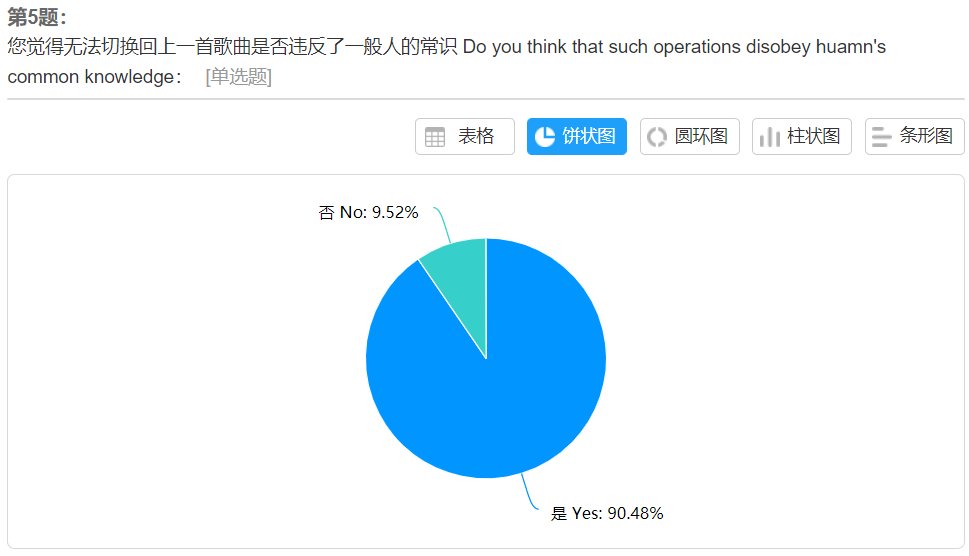 第5题：
您觉得无法切换回上一首歌曲是否违反了一般人的常识 Do you think that such operations disobey huamn's
common knowledge： [单选题]
表格 饼状图 圆环图 柱状图 条形图
否 No: 9.52%
是 Yes: 90.48%